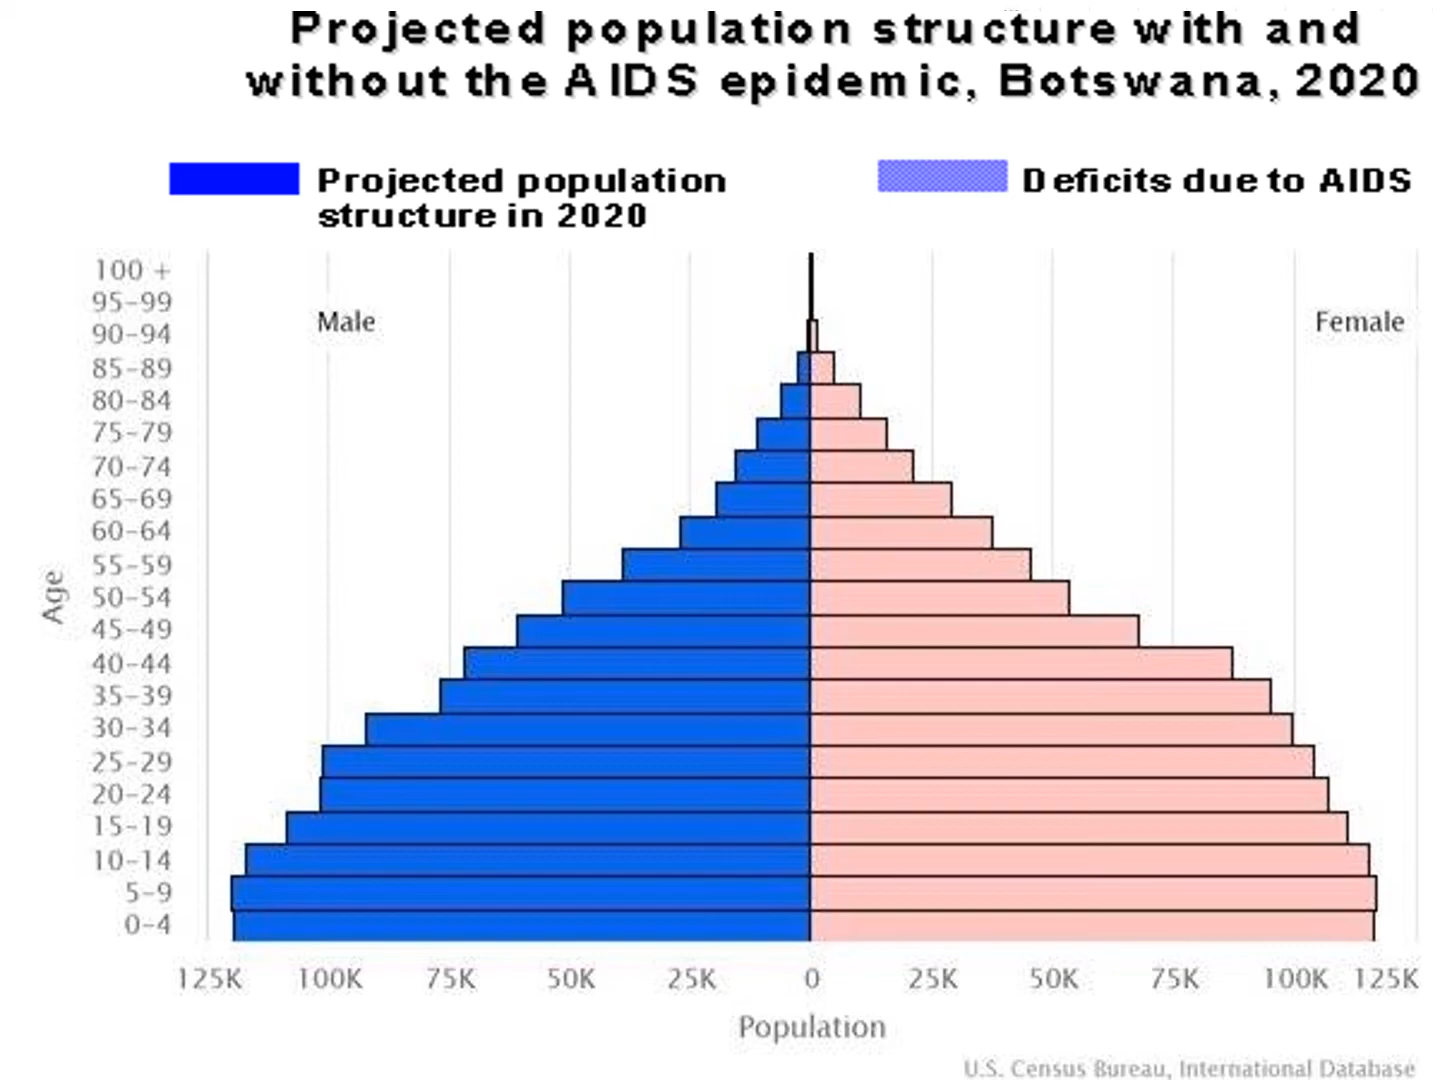 Projected population structure with and
without the AIDS epidemic, Botswana, 2020
Projected population
structure in 2020
Deficits due to AIDS
100 +
95-99
90-94
85-89
80-84
75-79
70-74
65-69
60-64
55-59
50-54
45-49
40-44
35-39
30-34
25-29
20-24
15-19
10-14
5-9
0-4
Male
Female
Age
125K 100K 75K 50K 25K 0 25K 50K 75K 100K 125K
Population
U.S. Census Bureau, International Database